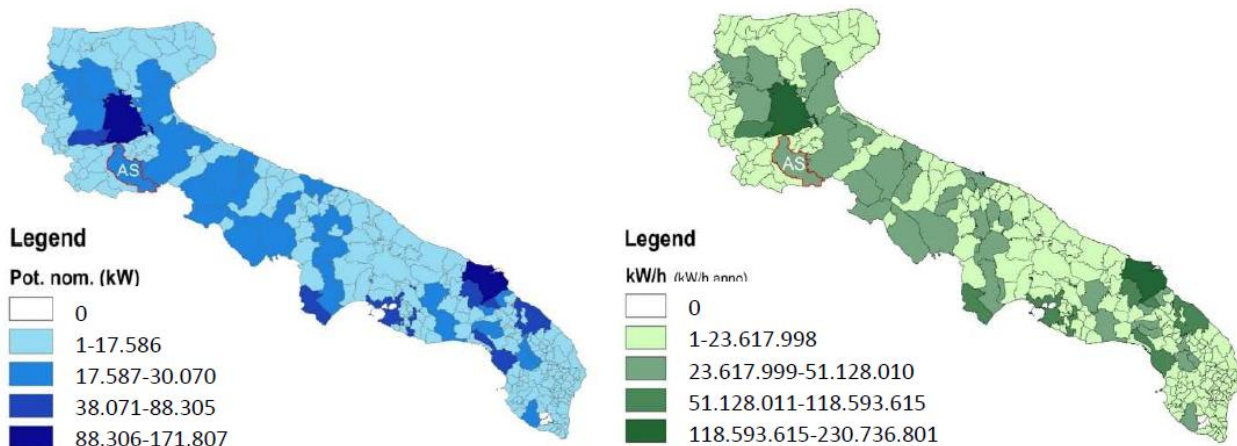 AS
Legend
Pot. nom. (kW)
0
1-17.586
17.587-30.070
38.071-88.305
88.306-171.807
AS
Legend
kW/h (kW/h anno)
0
1-23.617.998
23.617.999-51.128.010
51.128.011-118.593.615
118.593.615-230.736.801